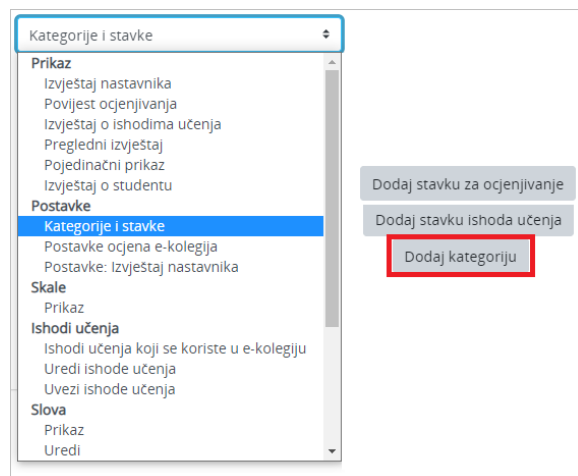 Kategorije i stavke
Prikaz
Izvještaj nastavnika
Povijest ocjenjivanja
Izvještaj o ishodima učenja
Pregledni izvještaj
Pojedinačni prikaz
Izvještaj o studentu
Postavke
Kategorije i stavke
Postavke ocjena e-kolegija
Postavke: Izvještaj nastavnika
Skale
Prikaz
Ishodi učenja
Ishodi učenja koji se koriste u e-kolegiju
Uredi ishode učenja
Uvezi ishode učenja
Slova
Prikaz
Uredi
Dodaj stavku za ocjenjivanje
Dodaj stavku ishoda učenja
Dodaj kategoriju